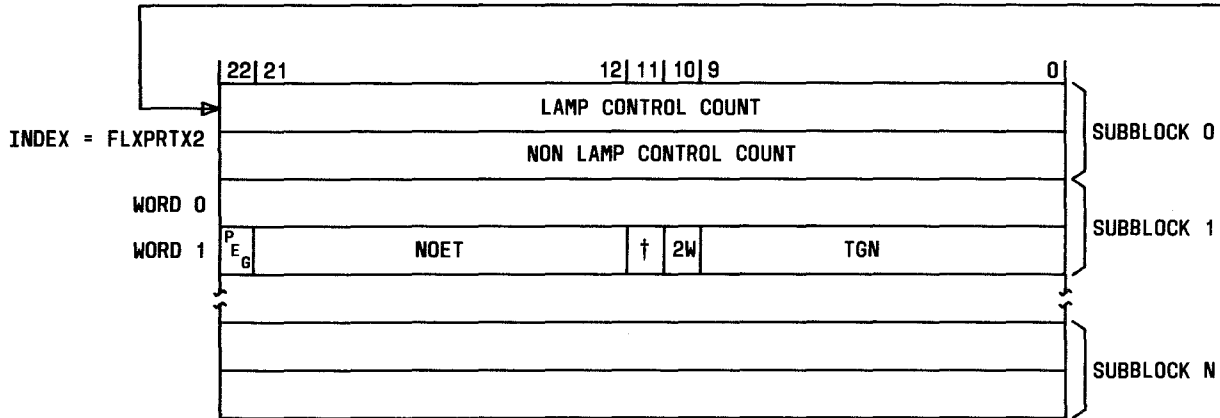 22 21 12 11 10 9 0
LAMP CONTROL COUNT
INDEX = FLXPRTX2
SUBBLOCK 0
NON LAMP CONTROL COUNT
WORD 0
SUBBLOCK 1
WORD 1 PEG NOET † 2W TGN
SUBBLOCK N